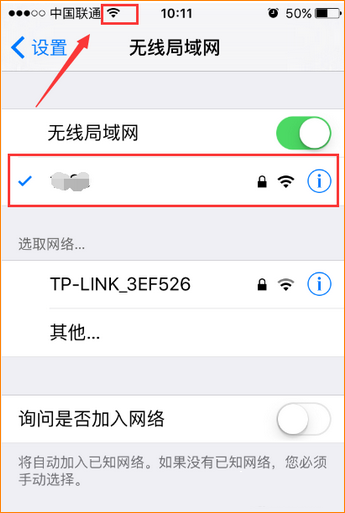 中国联通 10:11 50%
设置 无线局域网
无线局域网
选取网络...
TP-LINK_3EF526
其他...
询问是否加入网络
将自动加入已知网络。如果没有已知网络，您必须
手动选择。